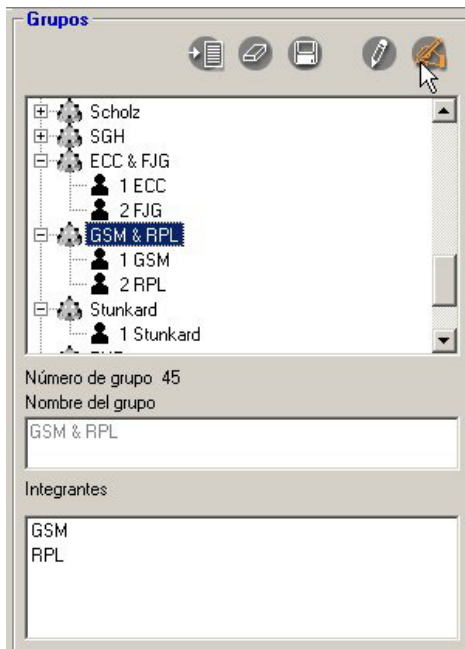 Grupos
Scholz
SGH
ECC & FJG
1 ECC
2 FJG
GSM & RPL
1 GSM
2 RPL
Stunkard
1 Stunkard
Número de grupo 45
Nombre del grupo
GSM & RPL
Integrantes
GSM
RPL